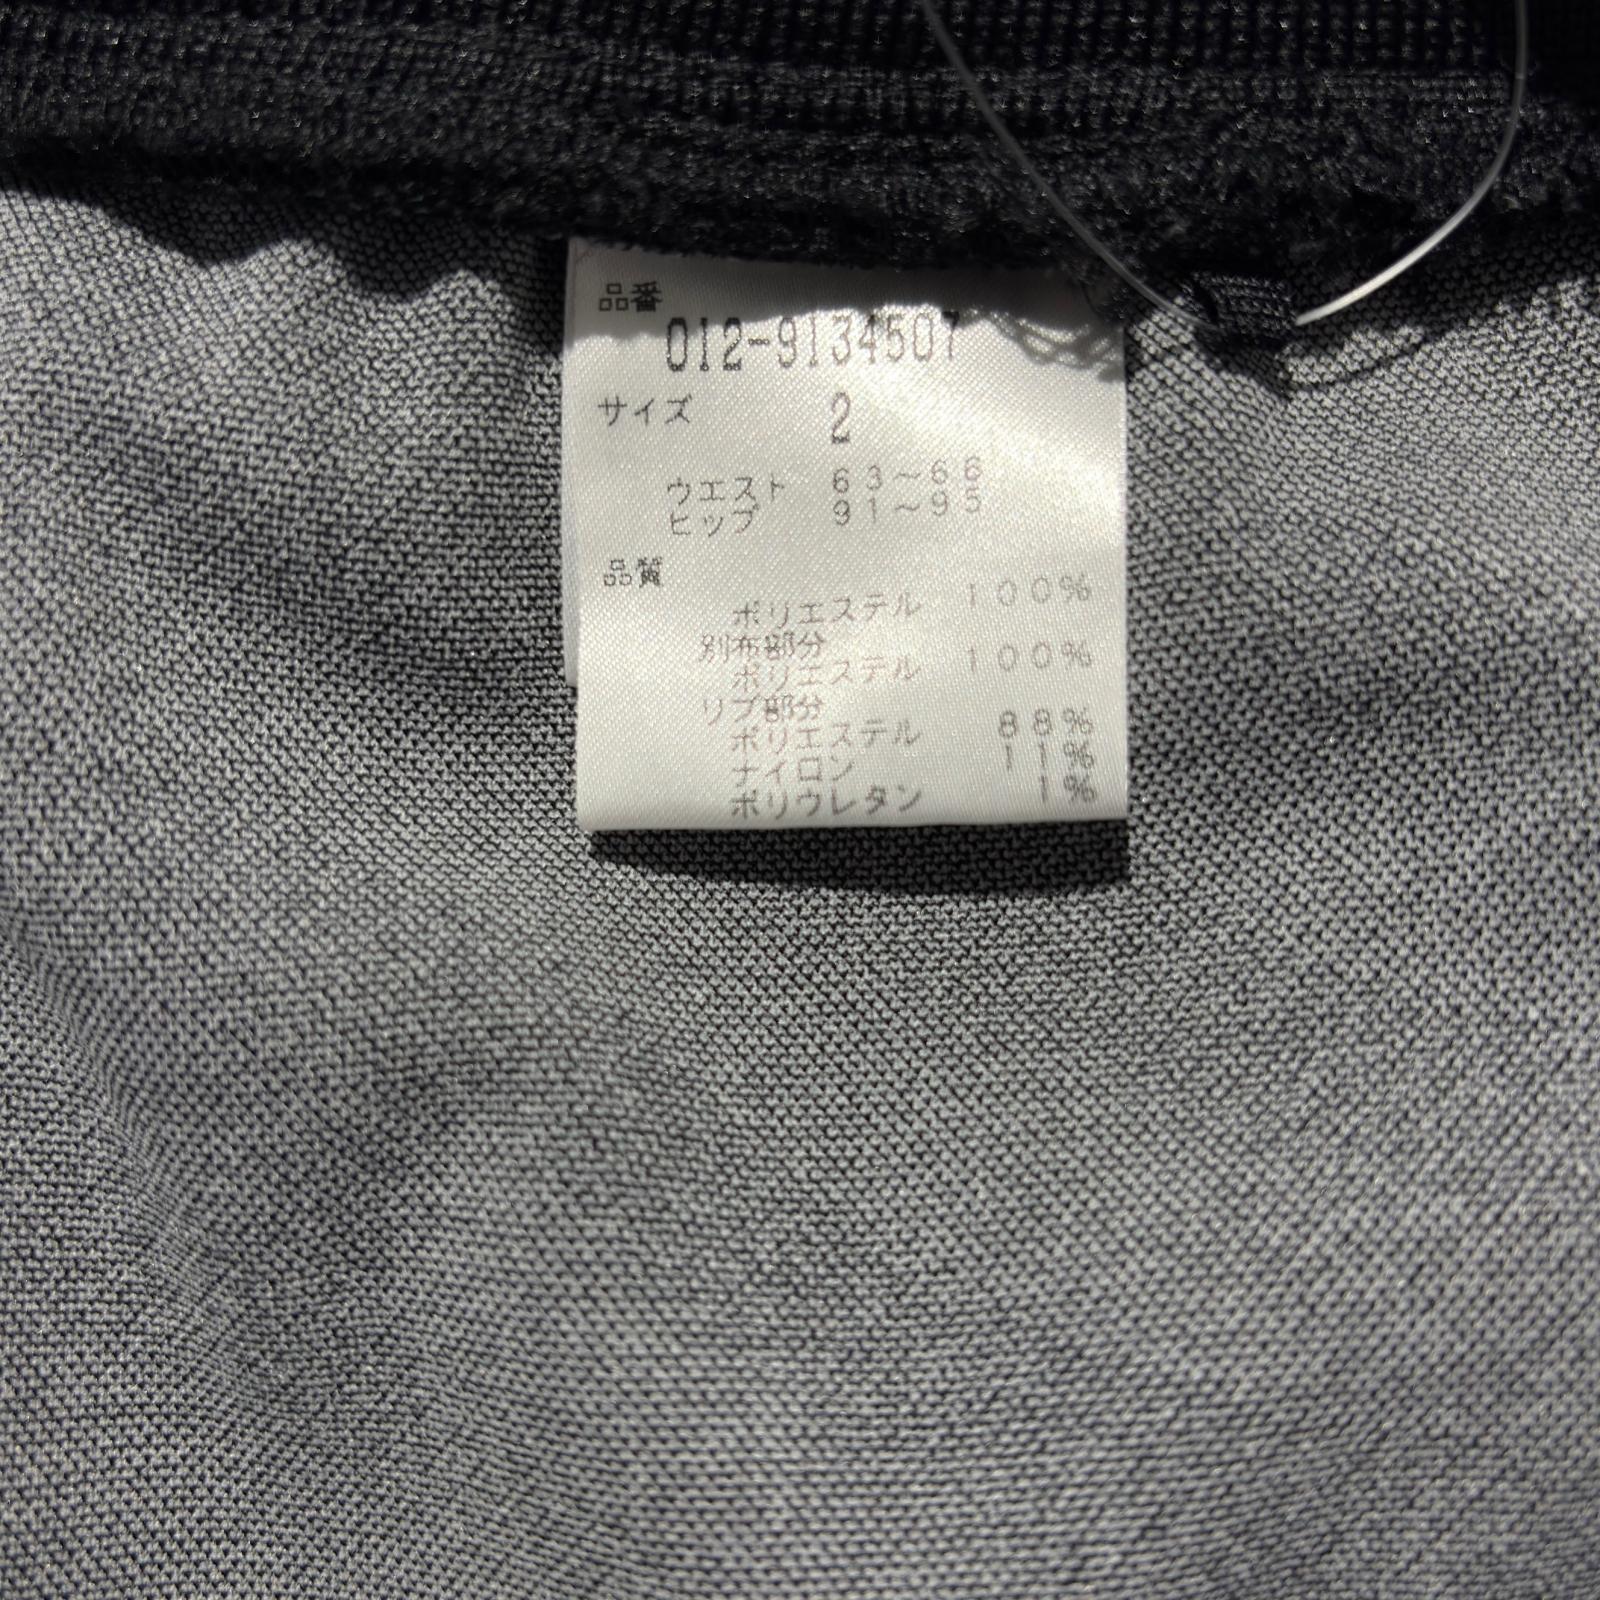 品番
012-9134507
サイズ 2
ウエスト 63～66
ヒップ 91～95
品質
ポリエステル 100%
別布部分
ポリエステル 100%
リブ部分
ポリエステル 88%
ナイロン 11%
ポリウレタン 1%